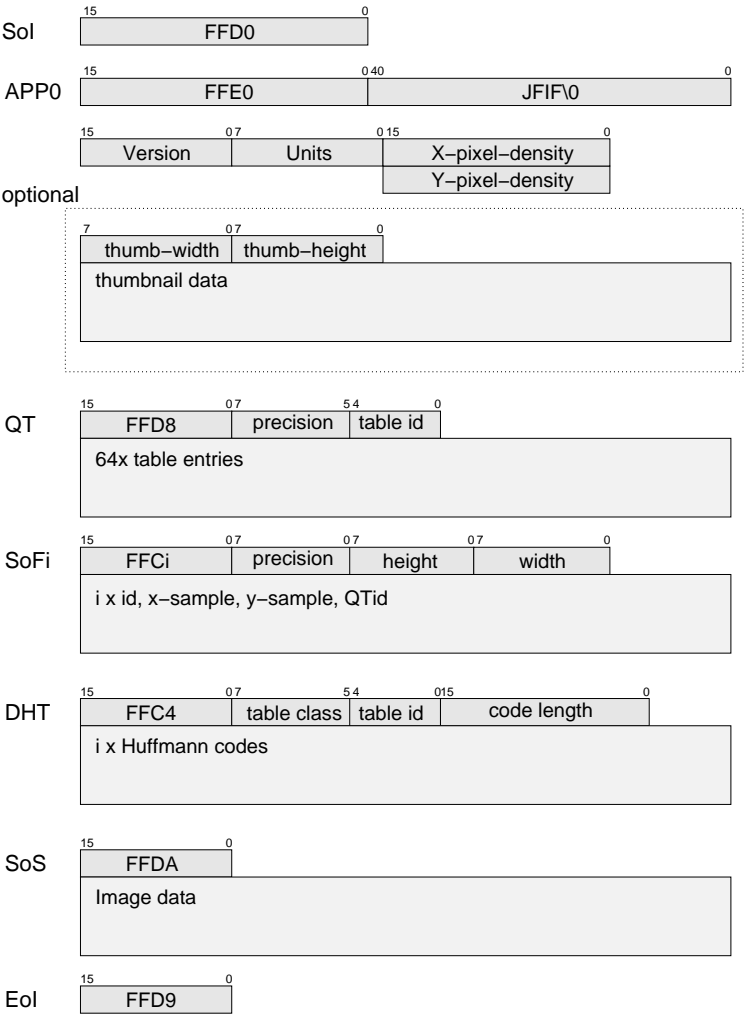 15 0
SoI FFD0
15 0 40 0
APP0 FFE0 JFIF\0
15 0 7 0 15 0
Version Units X−pixel−density
Y−pixel−density
optional
7 0 7 0
thumb−width thumb−height
thumbnail data
15 0 7 5 4 0
QT FFD8 precision table id
64x table entries
15 0 7 0 7 0 7 0
SoFi FFCi precision height width
i x id, x−sample, y−sample, QTid
15 0 7 5 4 0 15 0
DHT FFC4 table class table id code length
i x Huffmann codes
15 0
SoS FFDA
Image data
15 0
EoI FFD9